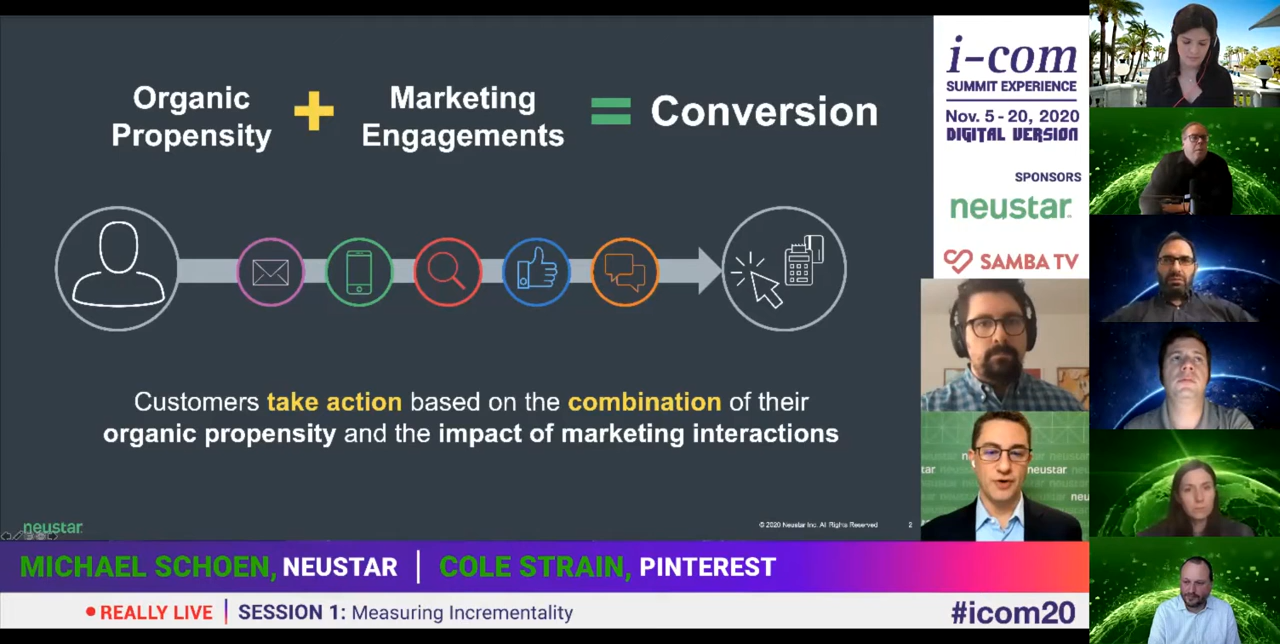 Organic
Propensity
+
Marketing
Engagements
=
Conversion
Customers take action based on the combination of their
organic propensity and the impact of marketing interactions
neustar
© 2020 Neustar Inc. All Rights Reserved
2
i-com
SUMMIT EXPERIENCE
Nov. 5 - 20, 2020
DIGITAL VERSION
SPONSORS
neustar
SAMBA TV
neustar
MICHAEL SCHOEN, NEUSTAR | COLE STRAIN, PINTEREST
REALLY LIVE | SESSION 1: Measuring Incrementality
#icom20